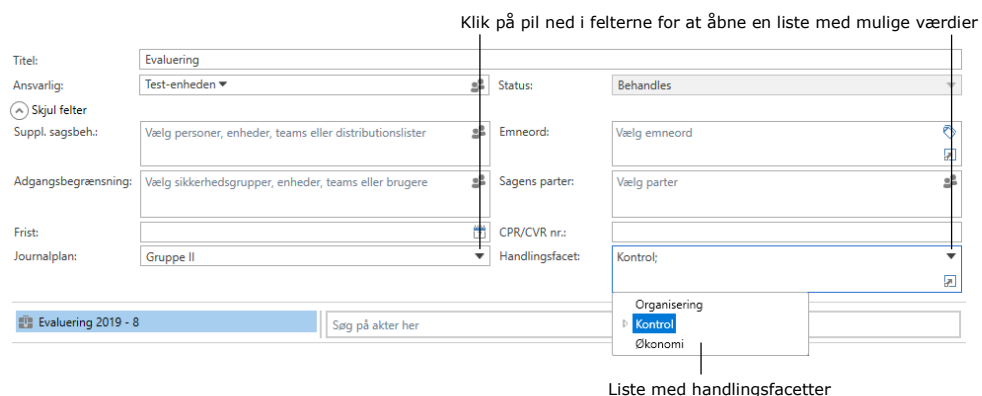 Klik på pil ned i felterne for at åbne en liste med mulige værdier
Titel: Evaluering
Ansvarlig: Test-enheden Status: Behandles
Skjul felter
Suppl. sagsbeh.: Vælg personer, enheder, teams eller distributionslister Emneord: Vælg emneord
Adgangsbegrænsning: Vælg sikkerhedsgrupper, enheder, teams eller brugere Sagens parter: Vælg parter
Frist: CPR/CVR nr.:
Journalplan: Gruppe II Handlingsfacet: Kontrol;
Organisering
Evaluering 2019 - 8 Søg på akter her Kontrol
Økonomi
Liste med handlingsfacetter